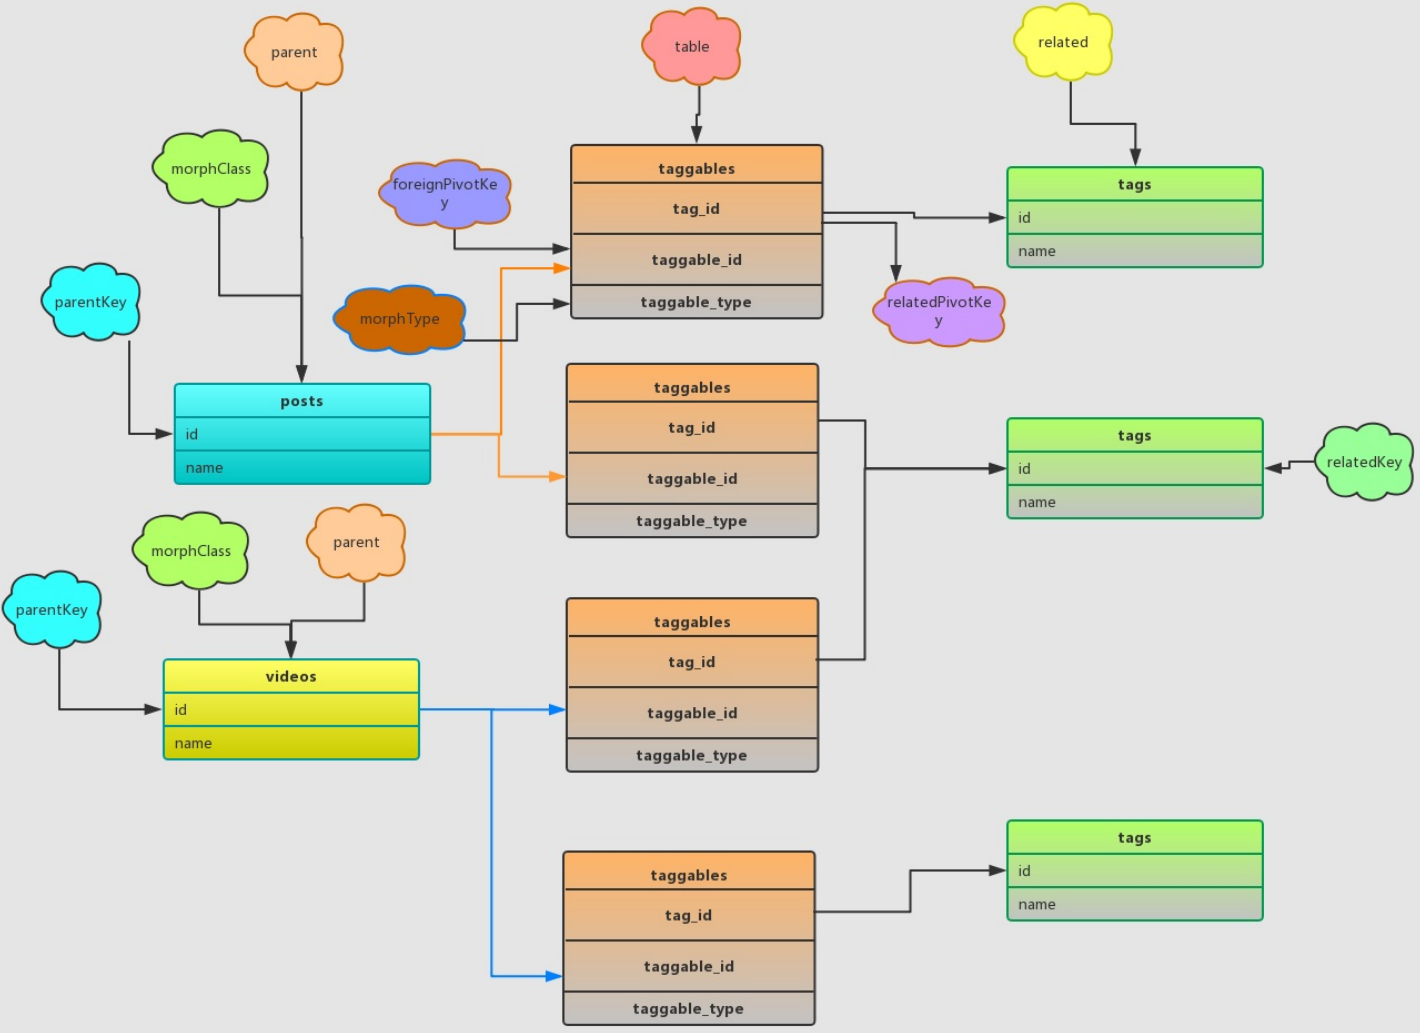 parent
table
related
morphClass
foreignPivotKe
y
taggables
tag_id
taggable_id
taggable_type
tags
id
name
parentKey
morphType
relatedPivotKe
y
posts
id
name
taggables
tag_id
taggable_id
taggable_type
tags
id
name
relatedKey
morphClass
parent
parentKey
videos
id
name
taggables
tag_id
taggable_id
taggable_type
taggables
tag_id
taggable_id
taggable_type
tags
id
name